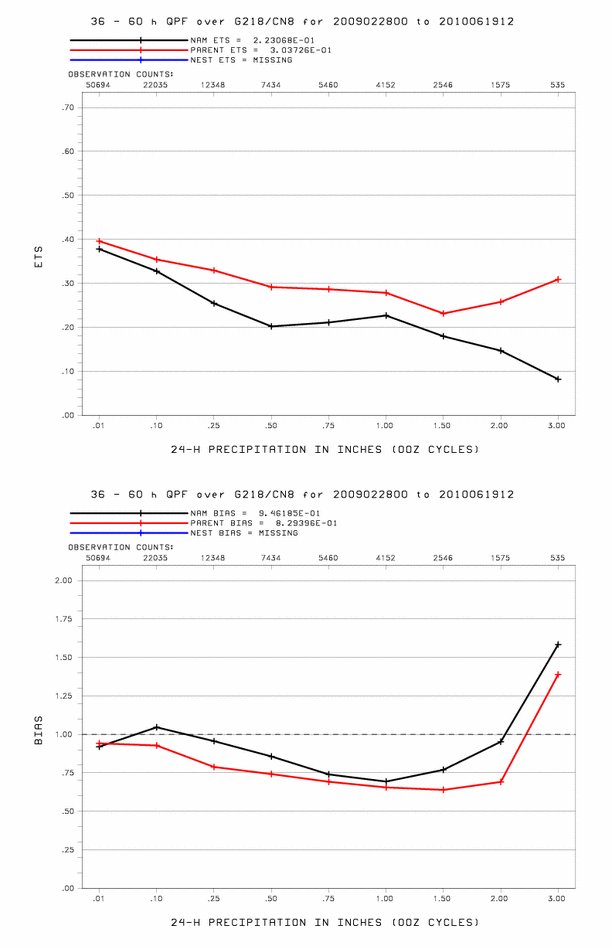 36 - 60 h QPF over G218/CN8 for 2009022800 to 2010061912
NAM ETS = 2.23068E-01
PARENT ETS = 3.03726E-01
NEST ETS = MISSING
OBSERVATION COUNTS:
50694 22035 12348 7434 5460 4152 2546 1575 535
.70
.60
.50
.40
.30
.20
.10
.00
ETS
.01 .10 .25 .50 .75 1.00 1.50 2.00 3.00
24-H PRECIPITATION IN INCHES (00Z CYCLES)
36 - 60 h QPF over G218/CN8 for 2009022800 to 2010061912
NAM BIAS = 9.46185E-01
PARENT BIAS = 8.29396E-01
NEST BIAS = MISSING
OBSERVATION COUNTS:
50694 22035 12348 7434 5460 4152 2546 1575 535
2.00
1.75
1.50
1.25
1.00
.75
.50
.25
.00
BIAS
.01 .10 .25 .50 .75 1.00 1.50 2.00 3.00
24-H PRECIPITATION IN INCHES (00Z CYCLES)